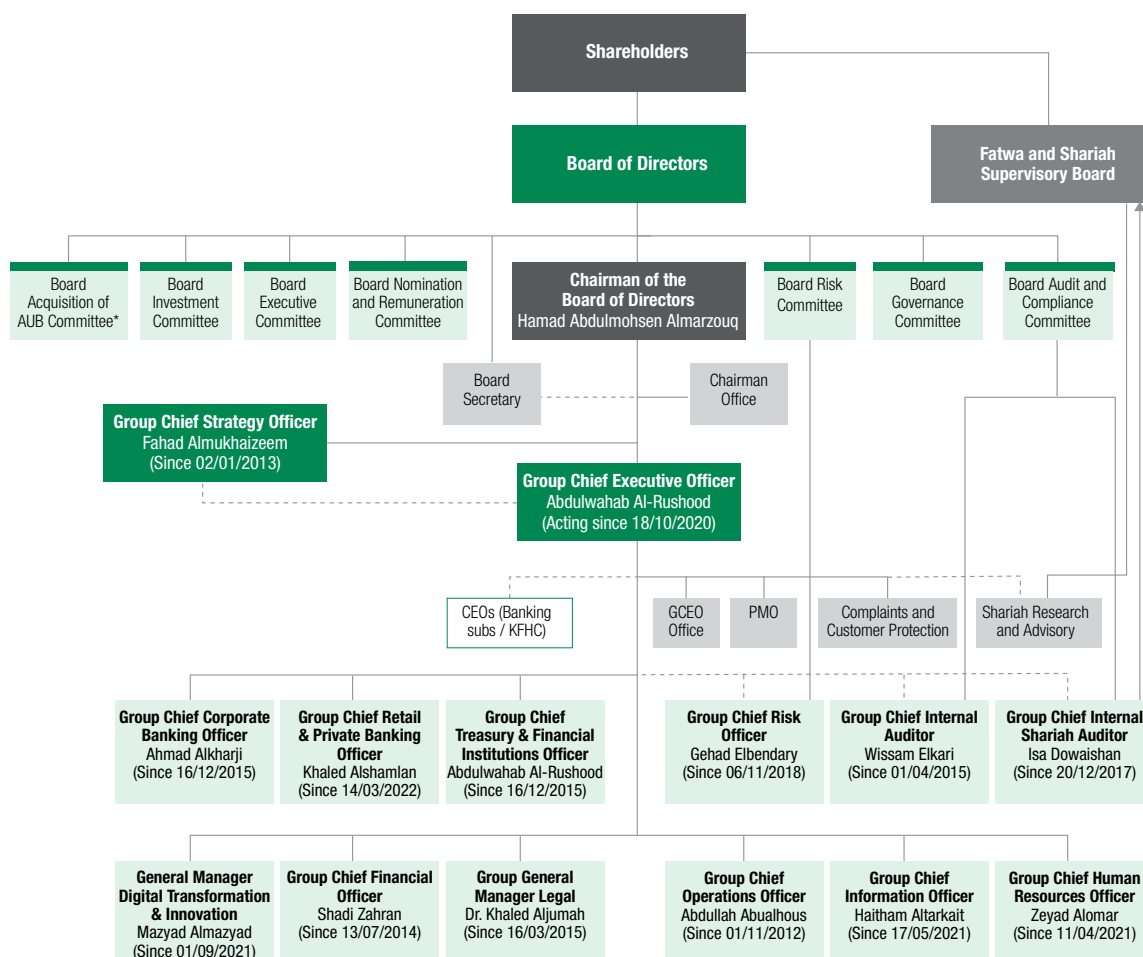 Shareholders
Board of Directors
Fatwa and Shariah
Supervisory Board
Board
Acquisition of
AUB Committee*
Board
Investment
Committee
Board
Executive
Committee
Board Nomination
and Remuneration
Committee
Chairman of the
Board of Directors
Hamad Abdulmohsen Almarzouq
Board Risk
Committee
Board
Governance
Committee
Board Audit and
Compliance
Committee
Board
Secretary
Chairman
Office
Group Chief Strategy Officer
Fahad Almukhaizeem
(Since 02/01/2013)
Group Chief Executive Officer
Abdulwahab Al-Rushood
(Acting since 18/10/2020)
CEOs (Banking
subs / KFHC)
GCEO
Office
PMO
Complaints and
Customer Protection
Shariah Research
and Advisory
Group Chief Corporate
Banking Officer
Ahmad Alkharji
(Since 16/12/2015)
Group Chief Retail
& Private Banking
Officer
Khaled Alshamlan
(Since 14/03/2022)
Group Chief
Treasury & Financial
Institutions Officer
Abdulwahab Al-Rushood
(Since 16/12/2015)
Group Chief Risk
Officer
Gehad Elbendary
(Since 06/11/2018)
Group Chief Internal
Auditor
Wissam Elkari
(Since 01/04/2015)
Group Chief Internal
Shariah Auditor
Isa Dowaishan
(Since 20/12/2017)
General Manager
Digital Transformation
& Innovation
Mazyad Almazyad
(Since 01/09/2021)
Group Chief Financial
Officer
Shadi Zahran
(Since 13/07/2014)
Group General
Manager Legal
Dr. Khaled Aljumah
(Since 16/03/2015)
Group Chief
Operations Officer
Abdullah Abualhous
(Since 01/11/2012)
Group Chief
Information Officer
Haitham Altarkait
(Since 17/05/2021)
Group Chief Human
Resources Officer
Zeyad Alomar
(Since 11/04/2021)